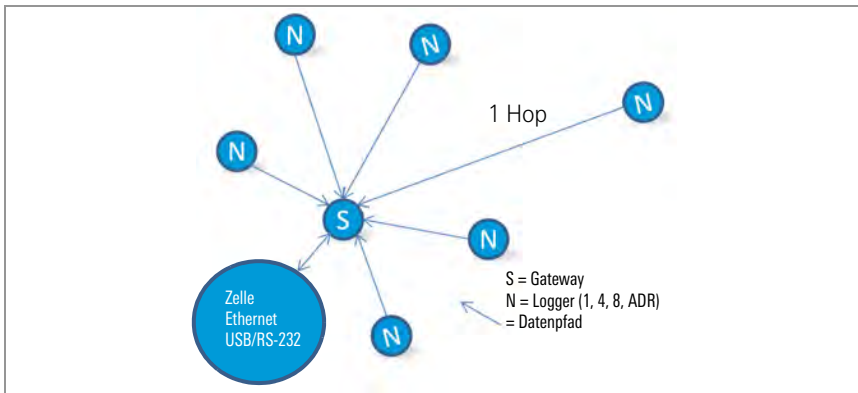 N
N
N
1 Hop
N
S
N
Zelle
Ethernet
USB/RS-232
N
S = Gateway
N = Logger (1, 4, 8, ADR)
= Datenpfad